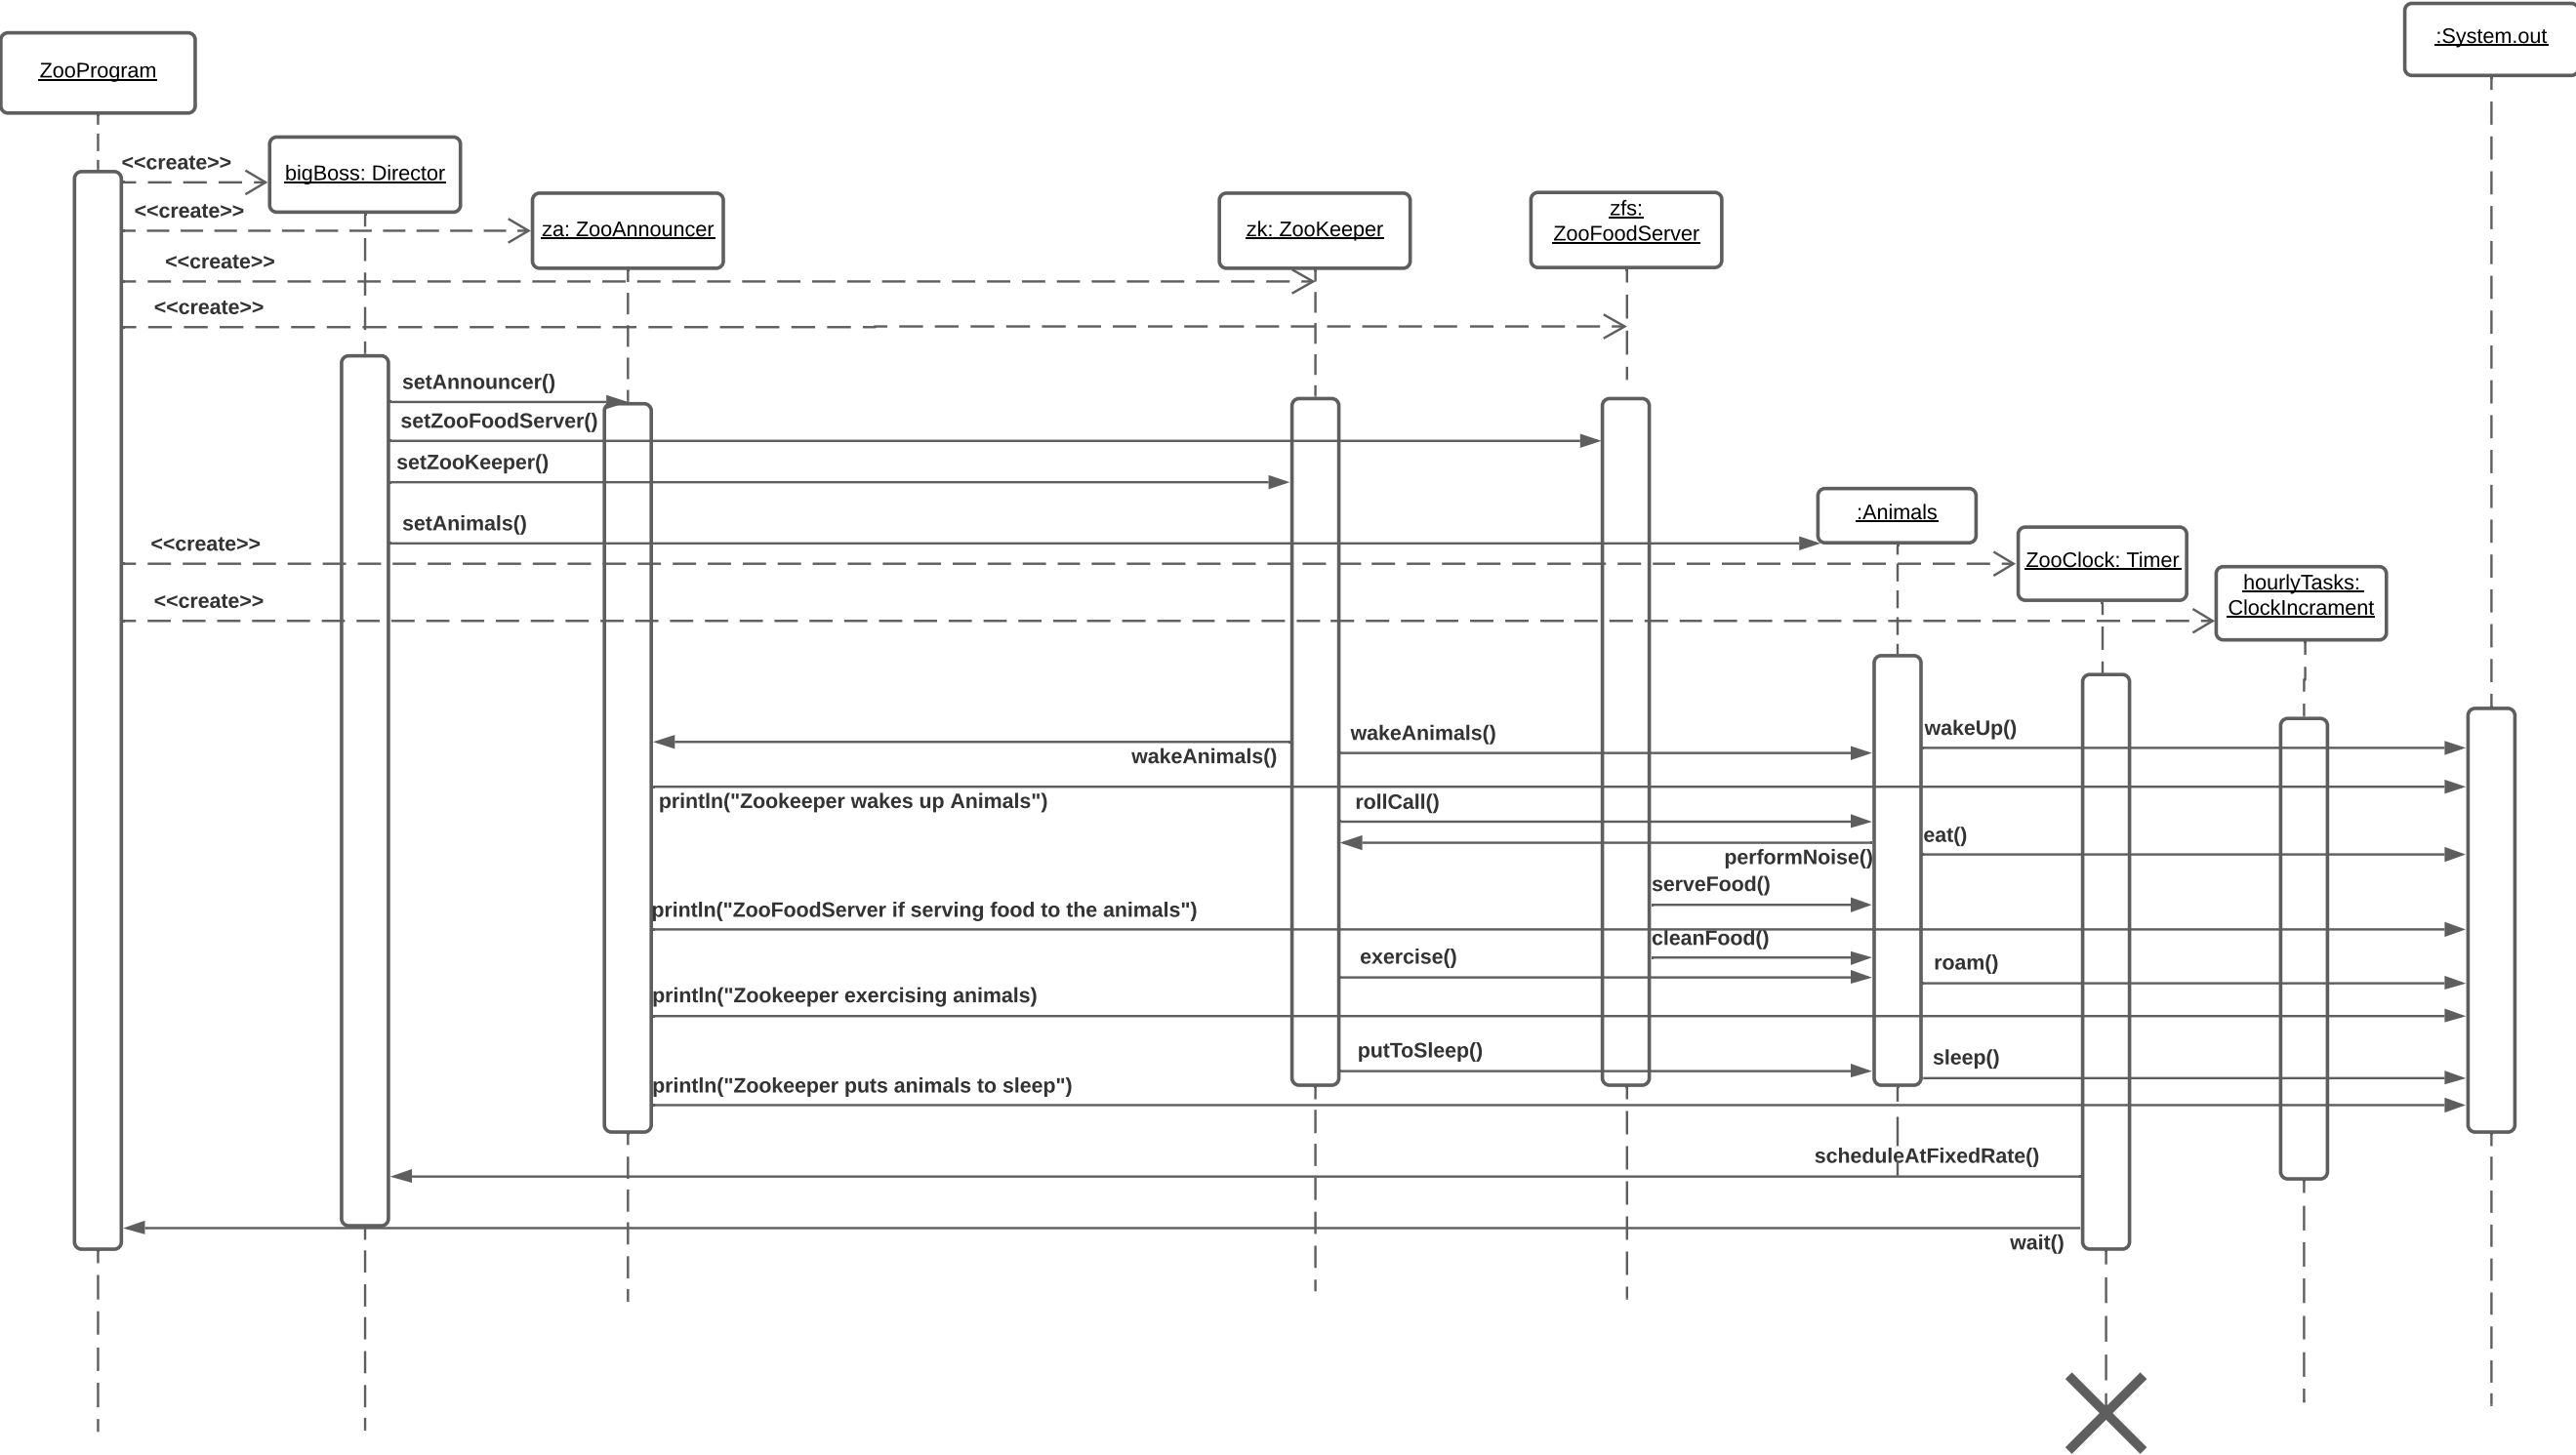 :System.out
ZooProgram
<<create>>
bigBoss: Director
<<create>>
za: ZooAnnouncer
zk: ZooKeeper
zfs:
ZooFoodServer
<<create>>
<<create>>
setAnnouncer()
setZooFoodServer()
setZooKeeper()
:Animals
setAnimals()
<<create>>
ZooClock: Timer
hourlyTasks:
ClockIncrament
<<create>>
wakeUp()
wakeAnimals()
wakeAnimals()
println("Zookeeper wakes up Animals")
rollCall()
eat()
performNoise()
serveFood()
println("ZooFoodServer if serving food to the animals")
cleanFood()
exercise()
roam()
println("Zookeeper exercising animals)
putToSleep()
sleep()
println("Zookeeper puts animals to sleep")
scheduleAtFixedRate()
wait()